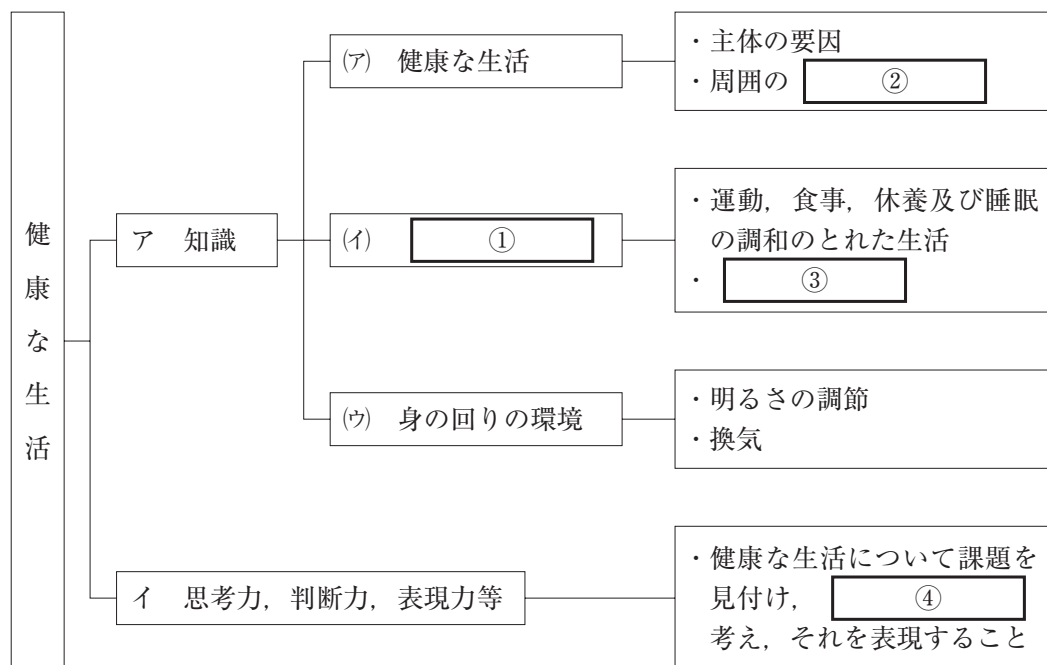 健康な生活
ア 知識
(ア) 健康な生活
・主体の要因
・周囲の ②
(イ) ①
・運動，食事，休養及び睡眠
の調和のとれた生活
・ ③
(ウ) 身の回りの環境
・明るさの調節
・換気
イ 思考力，判断力，表現力等
・健康な生活について課題を
見付け， ④
考え，それを表現すること